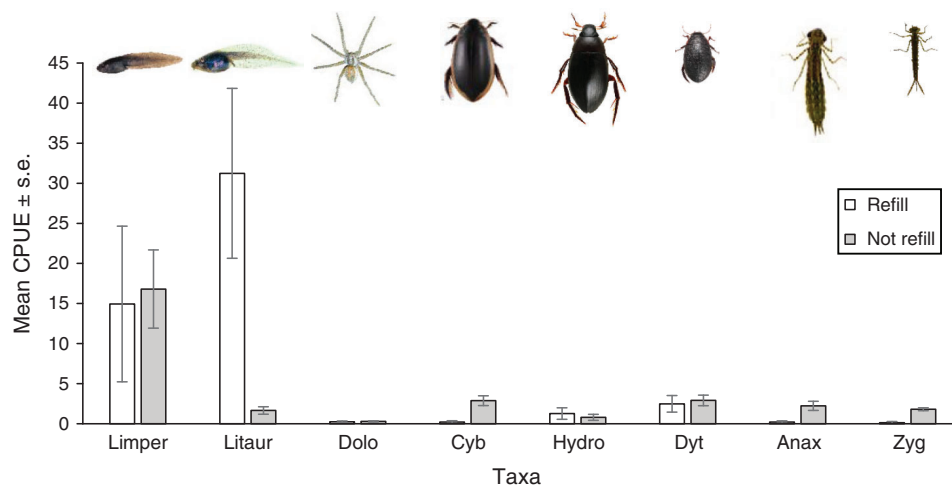 45
40
35
30
25
20
15
10
5
0
Mean CPUE ± s.e.
Refill
Not refill
Limper Litaur Dolo Cyb Hydro Dyt Anax Zyg
Taxa